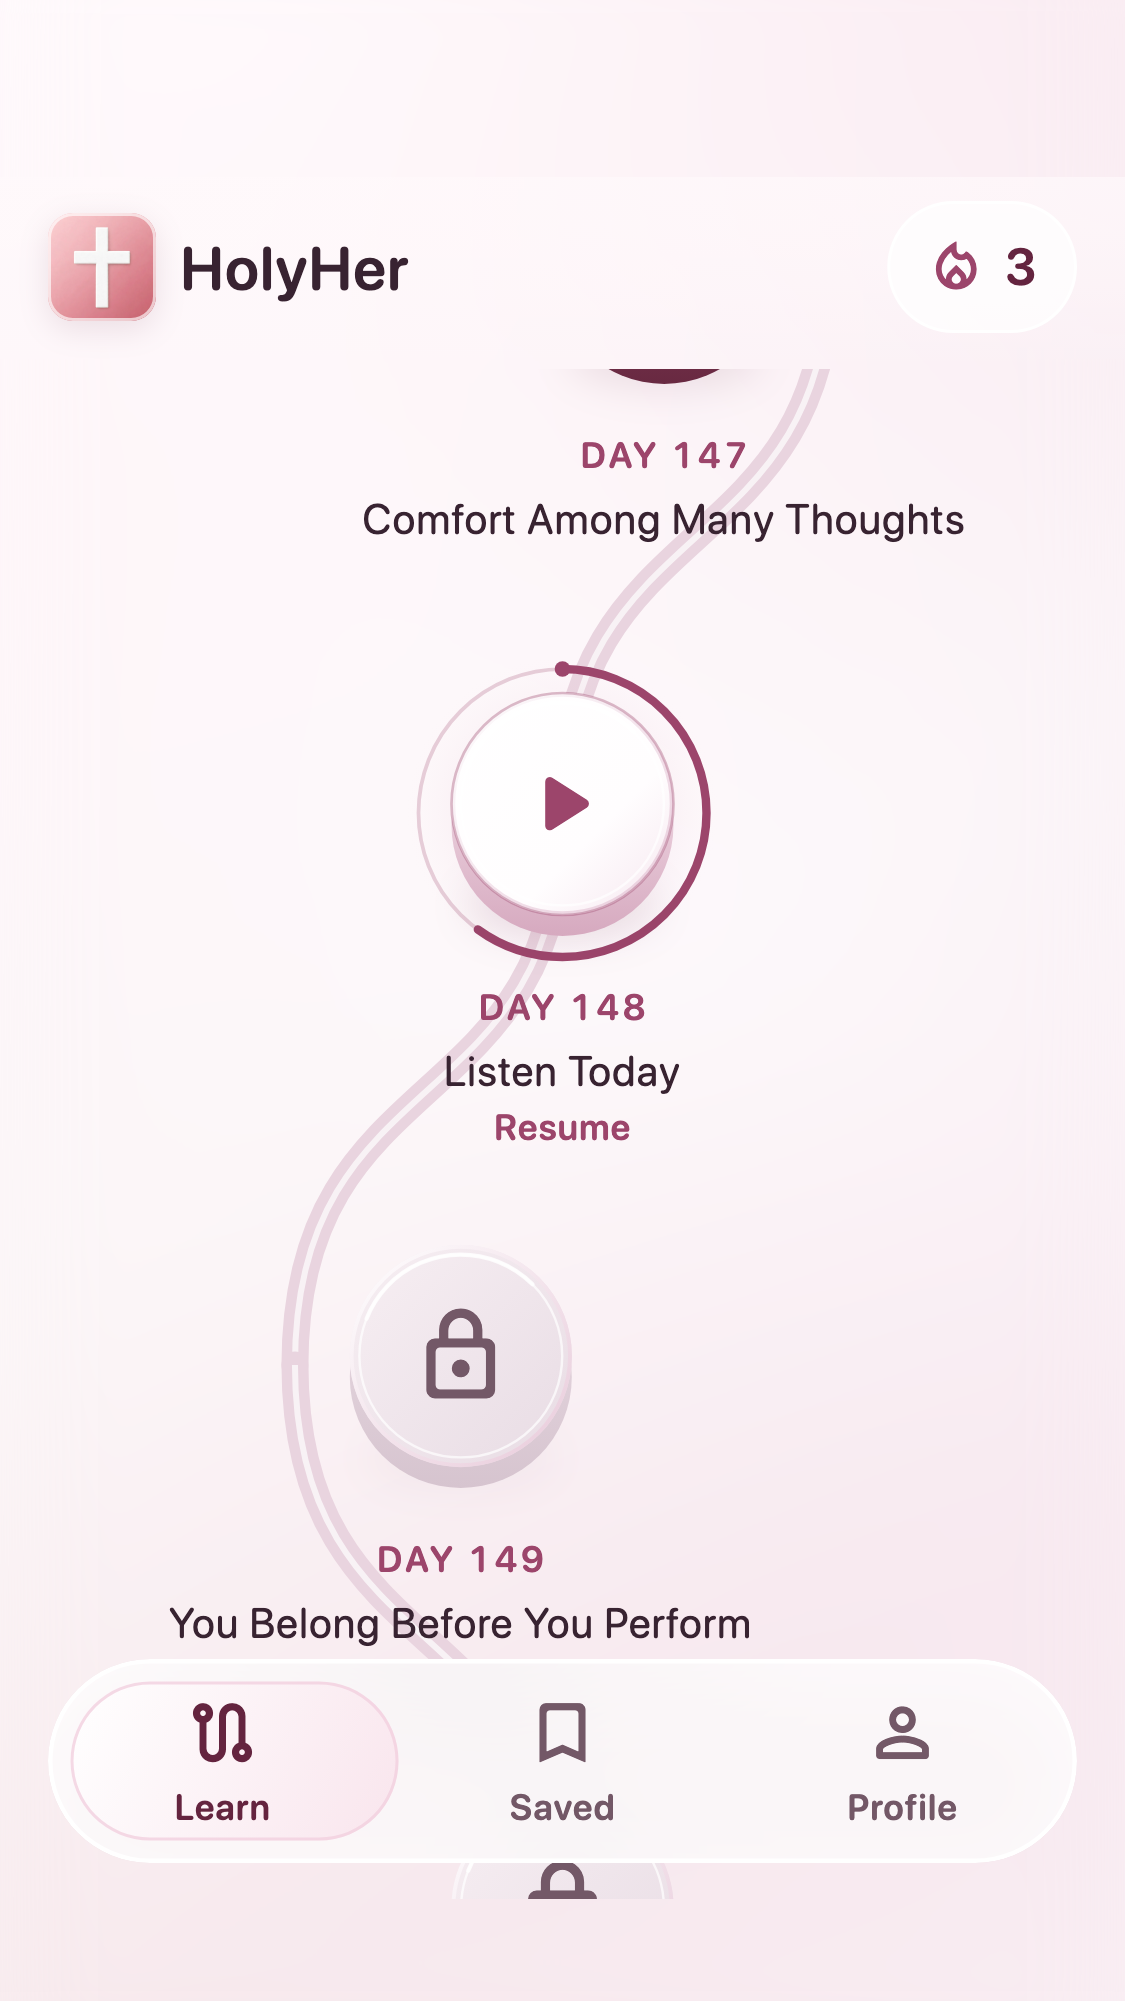 HolyHer
3
DAY 147
Comfort Among Many Thoughts
DAY 148
Listen Today
Resume
DAY 149
You Belong Before You Perform
Learn
Saved
Profile